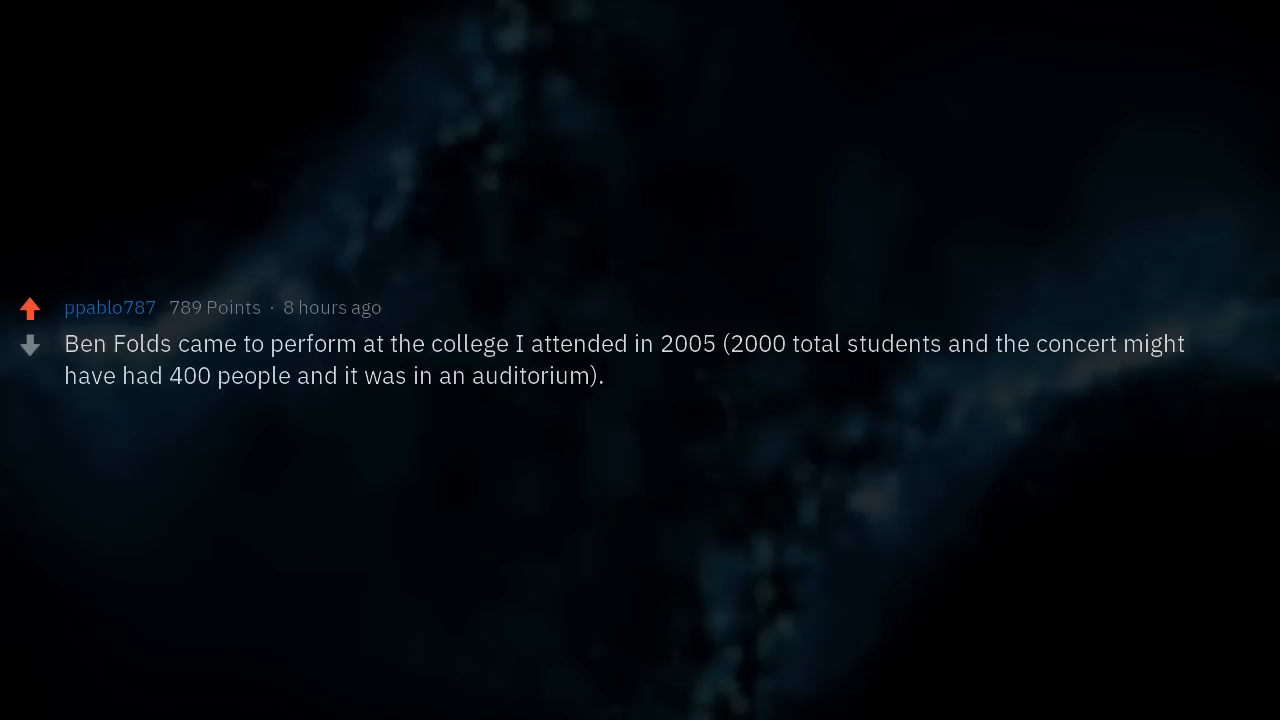 ppablo787 789 Points · 8 hours ago
Ben Folds came to perform at the college I attended in 2005 (2000 total students and the concert might
have had 400 people and it was in an auditorium).